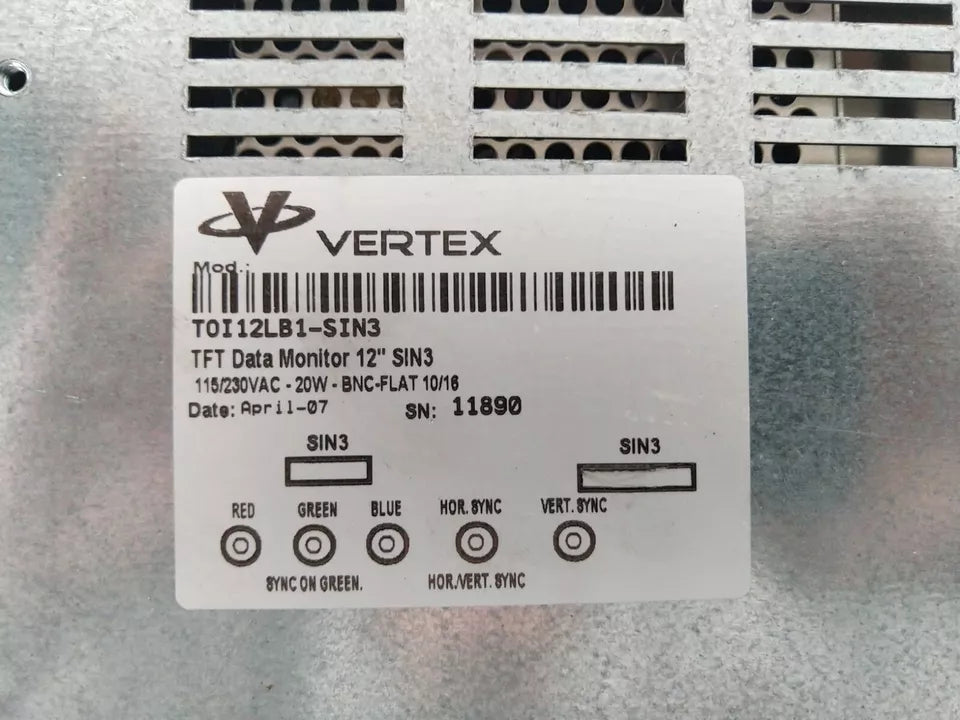 VERTEX
Mod.:
TOI12LB1-SIN3
TFT Data Monitor 12" SIN3
115/230VAC - 20W - BNC-FLAT 10/16
Date: April-07 SN: 11890
SIN3 SIN3
RED GREEN BLUE HOR. SYNC VERT. SYNC
SYNC ON GREEN. HOR./VERT. SYNC